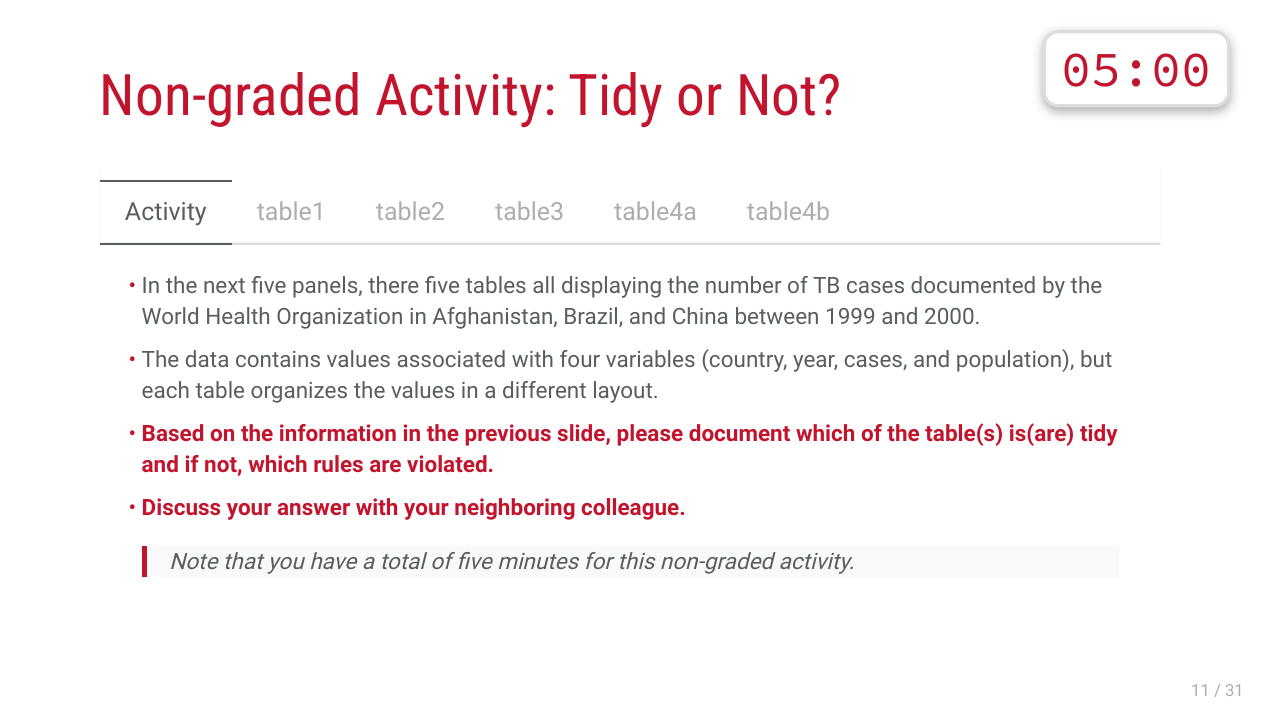 Non-graded Activity: Tidy or Not?
05:00
Activity table1 table2 table3 table4a table4b
• In the next five panels, there five tables all displaying the number of TB cases documented by the
World Health Organization in Afghanistan, Brazil, and China between 1999 and 2000.
• The data contains values associated with four variables (country, year, cases, and population), but
each table organizes the values in a different layout.
• Based on the information in the previous slide, please document which of the table(s) is(are) tidy
and if not, which rules are violated.
• Discuss your answer with your neighboring colleague.
Note that you have a total of five minutes for this non-graded activity.
11 / 31